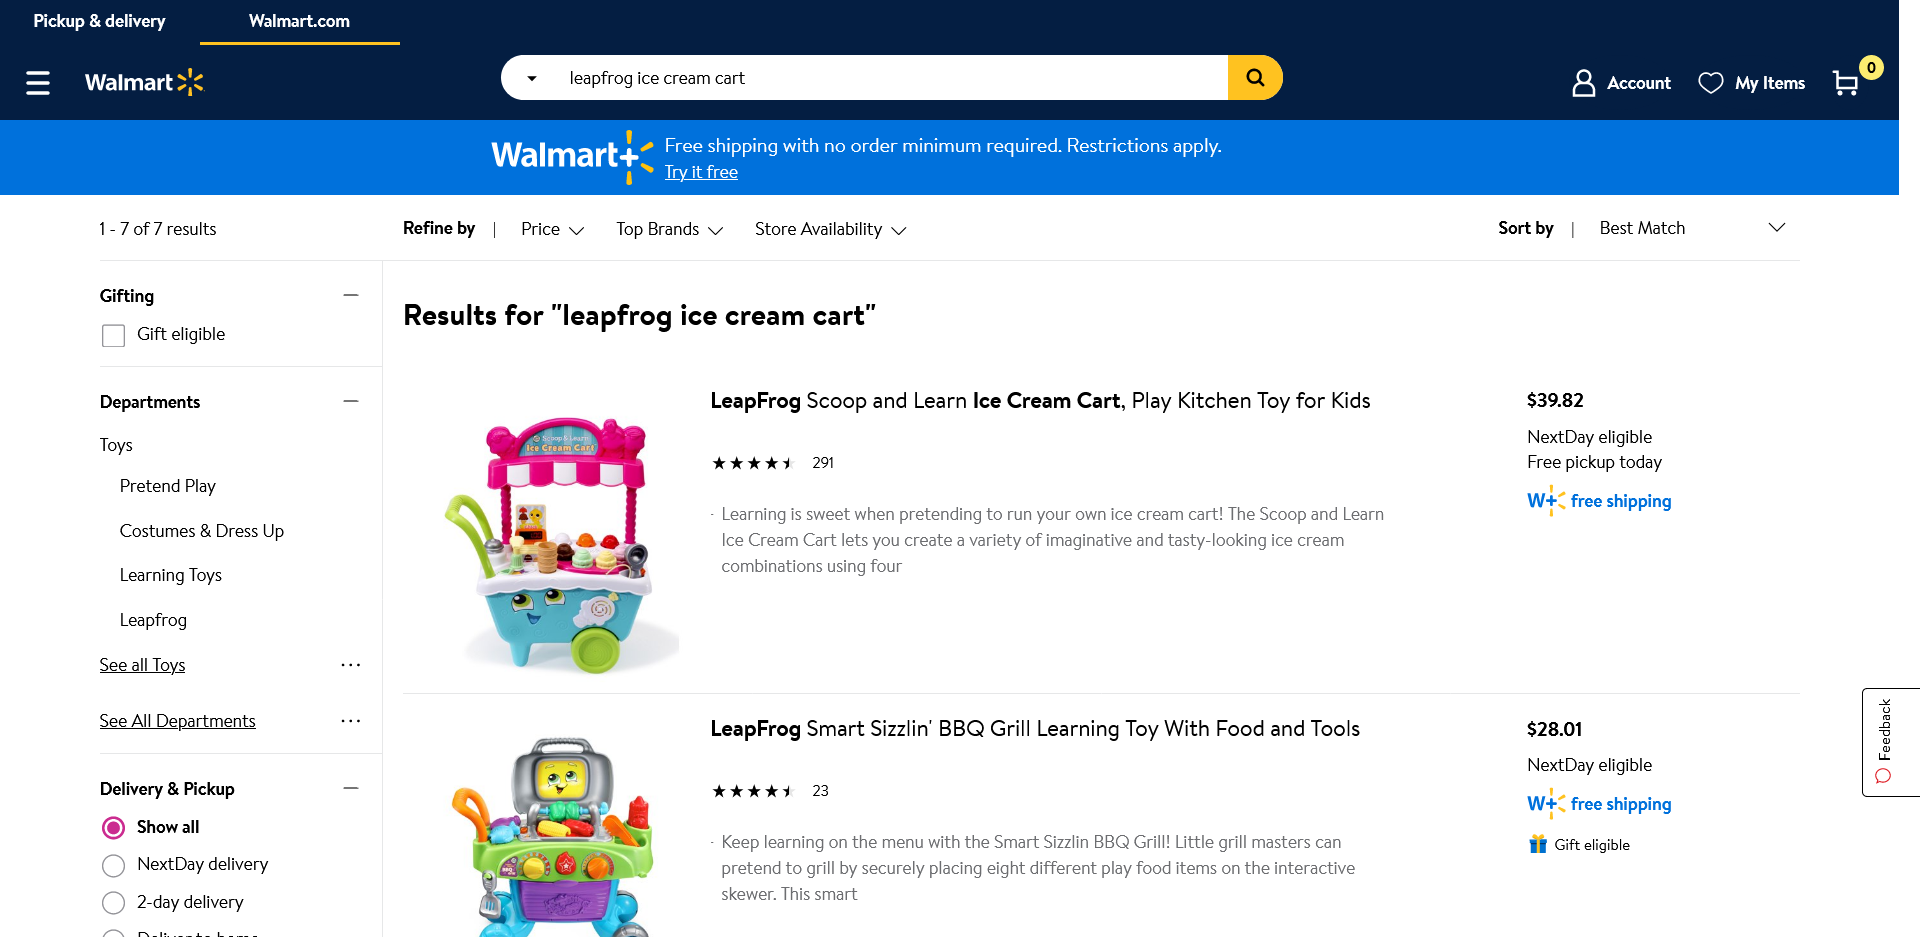 Pickup & delivery
Walmart.com
Walmart
leapfrog ice cream cart
Account
My Items
0
Walmart+
Free shipping with no order minimum required. Restrictions apply.
Try it free
1 - 7 of 7 results
Refine by | Price
Top Brands
Store Availability
Sort by | Best Match
Gifting
Gift eligible
Departments
Toys
Pretend Play
Costumes & Dress Up
Learning Toys
Leapfrog
See all Toys
See All Departments
Delivery & Pickup
Show all
NextDay delivery
2-day delivery
Results for "leapfrog ice cream cart"
Scoop & Learn
Ice Cream Cart
LeapFrog Scoop and Learn Ice Cream Cart, Play Kitchen Toy for Kids
291
· Learning is sweet when pretending to run your own ice cream cart! The Scoop and Learn
Ice Cream Cart lets you create a variety of imaginative and tasty-looking ice cream
combinations using four
$39.82
NextDay eligible
Free pickup today
W+ free shipping
LeapFrog Smart Sizzlin' BBQ Grill Learning Toy With Food and Tools
23
· Keep learning on the menu with the Smart Sizzlin BBQ Grill! Little grill masters can
pretend to grill by securely placing eight different play food items on the interactive
skewer. This smart
$28.01
NextDay eligible
W+ free shipping
Gift eligible
Feedback